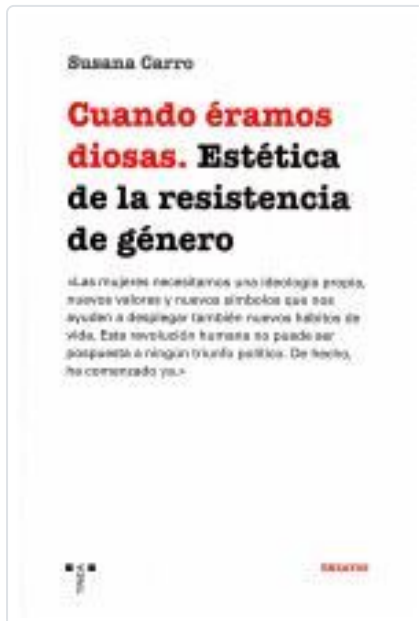 Susana Carro
Cuando éramos
diosas. Estética
de la resistencia
de género
«Las mujeres necesitamos una ideología propia,
nuevos valores y nuevos símbolos que nos
ayuden a desplegar también nuevos hábitos de
vida. Esta revolución humana no puede ser
pospuesta a ningún triunfo político. De hecho,
ha comenzado ya.»
TREA